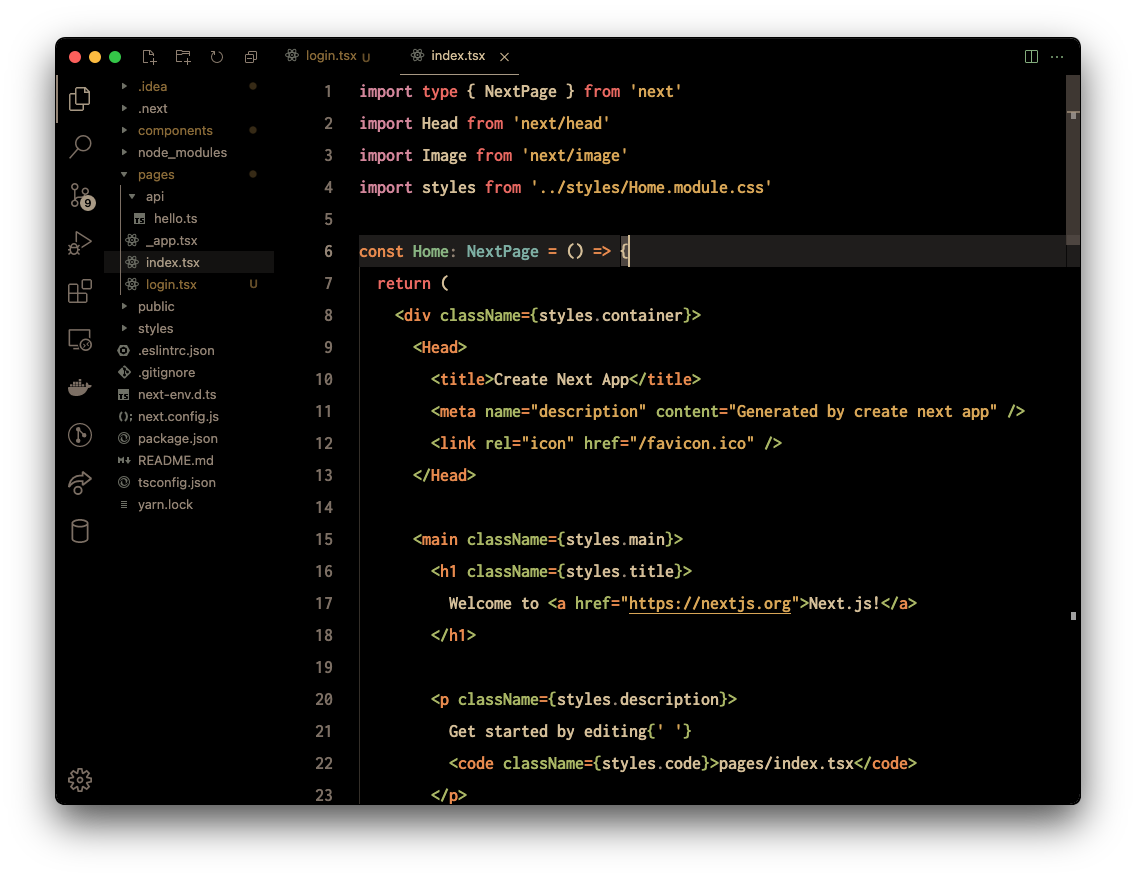 login.tsx U
index.tsx
.idea
.next
components
node_modules
pages
api
hello.ts
_app.tsx
index.tsx
login.tsx U
public
styles
.eslintrc.json
.gitignore
next-env.d.ts
next.config.js
package.json
README.md
tsconfig.json
yarn.lock
9
1 import type { NextPage } from 'next'
2 import Head from 'next/head'
3 import Image from 'next/image'
4 import styles from '../styles/Home.module.css'
5
6 const Home: NextPage = () => {
7 return (
8 <div className={styles.container}>
9 <Head>
10 <title>Create Next App</title>
11 <meta name="description" content="Generated by create next app" />
12 <link rel="icon" href="/favicon.ico" />
13 </Head>
14
15 <main className={styles.main}>
16 <h1 className={styles.title}>
17 Welcome to <a href="https://nextjs.org">Next.js!</a>
18 </h1>
19
20 <p className={styles.description}>
21 Get started by editing{' '}
22 <code className={styles.code}>pages/index.tsx</code>
23 </p>